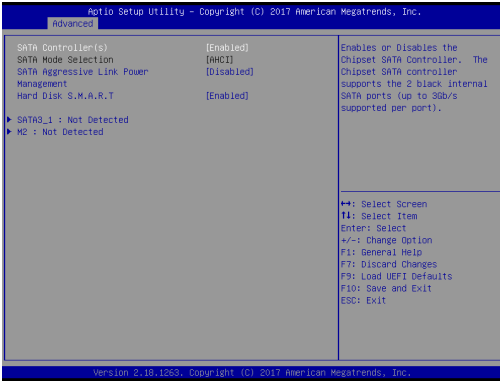 Aptio Setup Utility - Copyright (C) 2017 American Megatrends, Inc.
Advanced
SATA Controller(s) [Enabled]
SATA Mode Selection [AHCI]
SATA Aggressive Link Power [Disabled]
Management
Hard Disk S.M.A.R.T [Enabled]
SATA3_1 : Not Detected
M2 : Not Detected
Enables or Disables the
Chipset SATA Controller. The
Chipset SATA controller
supports the 2 black internal
SATA ports (up to 3Gb/s
supported per port).
↔: Select Screen
↑↓: Select Item
Enter: Select
+/-: Change Option
F1: General Help
F7: Discard Changes
F9: Load UEFI Defaults
F10: Save and Exit
ESC: Exit
Version 2.18.1263. Copyright (C) 2017 American Megatrends, Inc.